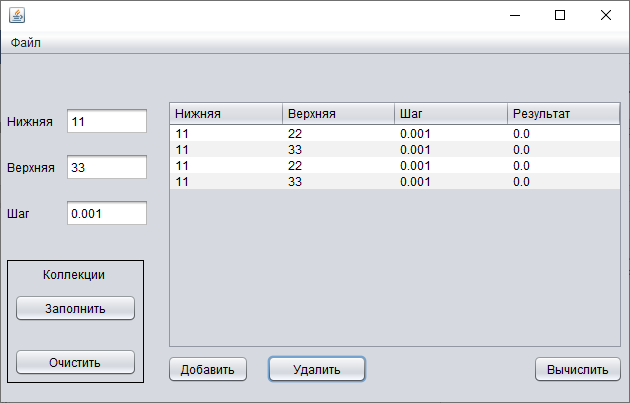 Файл
Нижняя 11
Верхняя 33
Шаг 0.001
Коллекции
Заполнить
Очистить
Нижняя Верхняя Шаг Результат
11 22 0.001 0.0
11 33 0.001 0.0
11 22 0.001 0.0
11 33 0.001 0.0
Добавить Удалить Вычислить